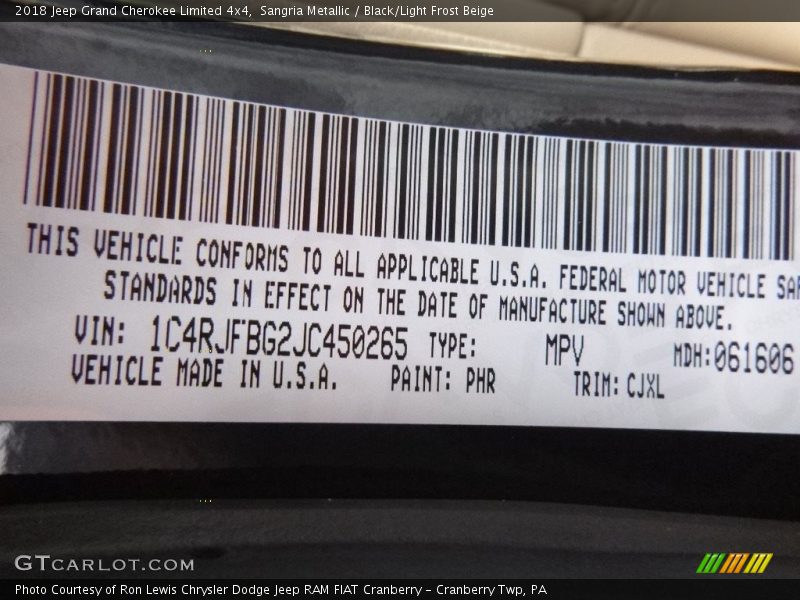 2018 Jeep Grand Cherokee Limited 4x4, Sangria Metallic / Black/Light Frost Beige
THIS VEHICLE CONFORMS TO ALL APPLICABLE U.S.A. FEDERAL MOTOR VEHICLE SAF
STANDARDS IN EFFECT ON THE DATE OF MANUFACTURE SHOWN ABOVE.
VIN: 1C4RJFBG2JC450265 TYPE: MPV MDH:061606
VEHICLE MADE IN U.S.A. PAINT: PHR TRIM: CJXL
GTCARLOT.COM
Photo Courtesy of Ron Lewis Chrysler Dodge Jeep RAM FIAT Cranberry – Cranberry Twp, PA